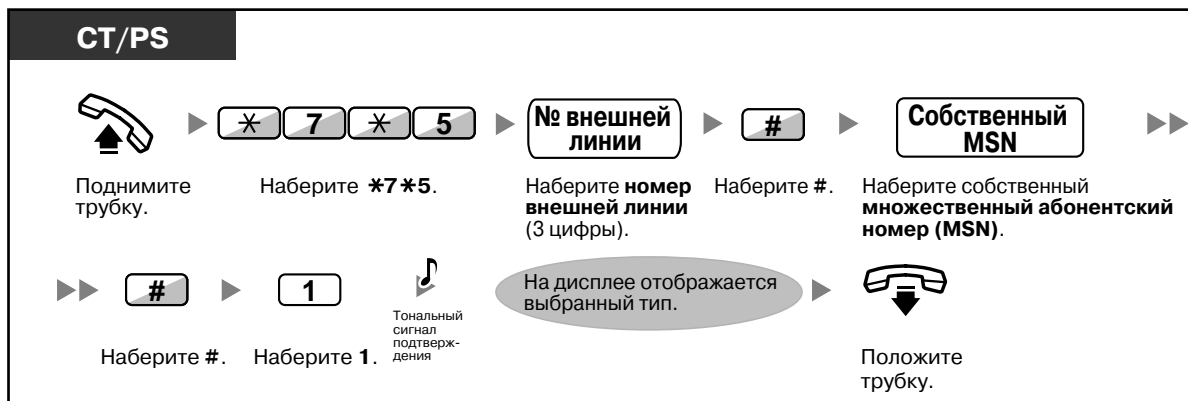 CT/PS
* 7 * 5
№ внешней
линии
#
Собственный
MSN
Поднимите
трубку.
Наберите *7*5.
Наберите номер
внешней линии
(3 цифры).
Наберите #.
Наберите собственный
множественный абонентский
номер (MSN).
#
1
На дисплее отображается
выбранный тип.
Наберите #.
Наберите 1.
Тональный
сигнал
подтверж-
дения
Положите
трубку.